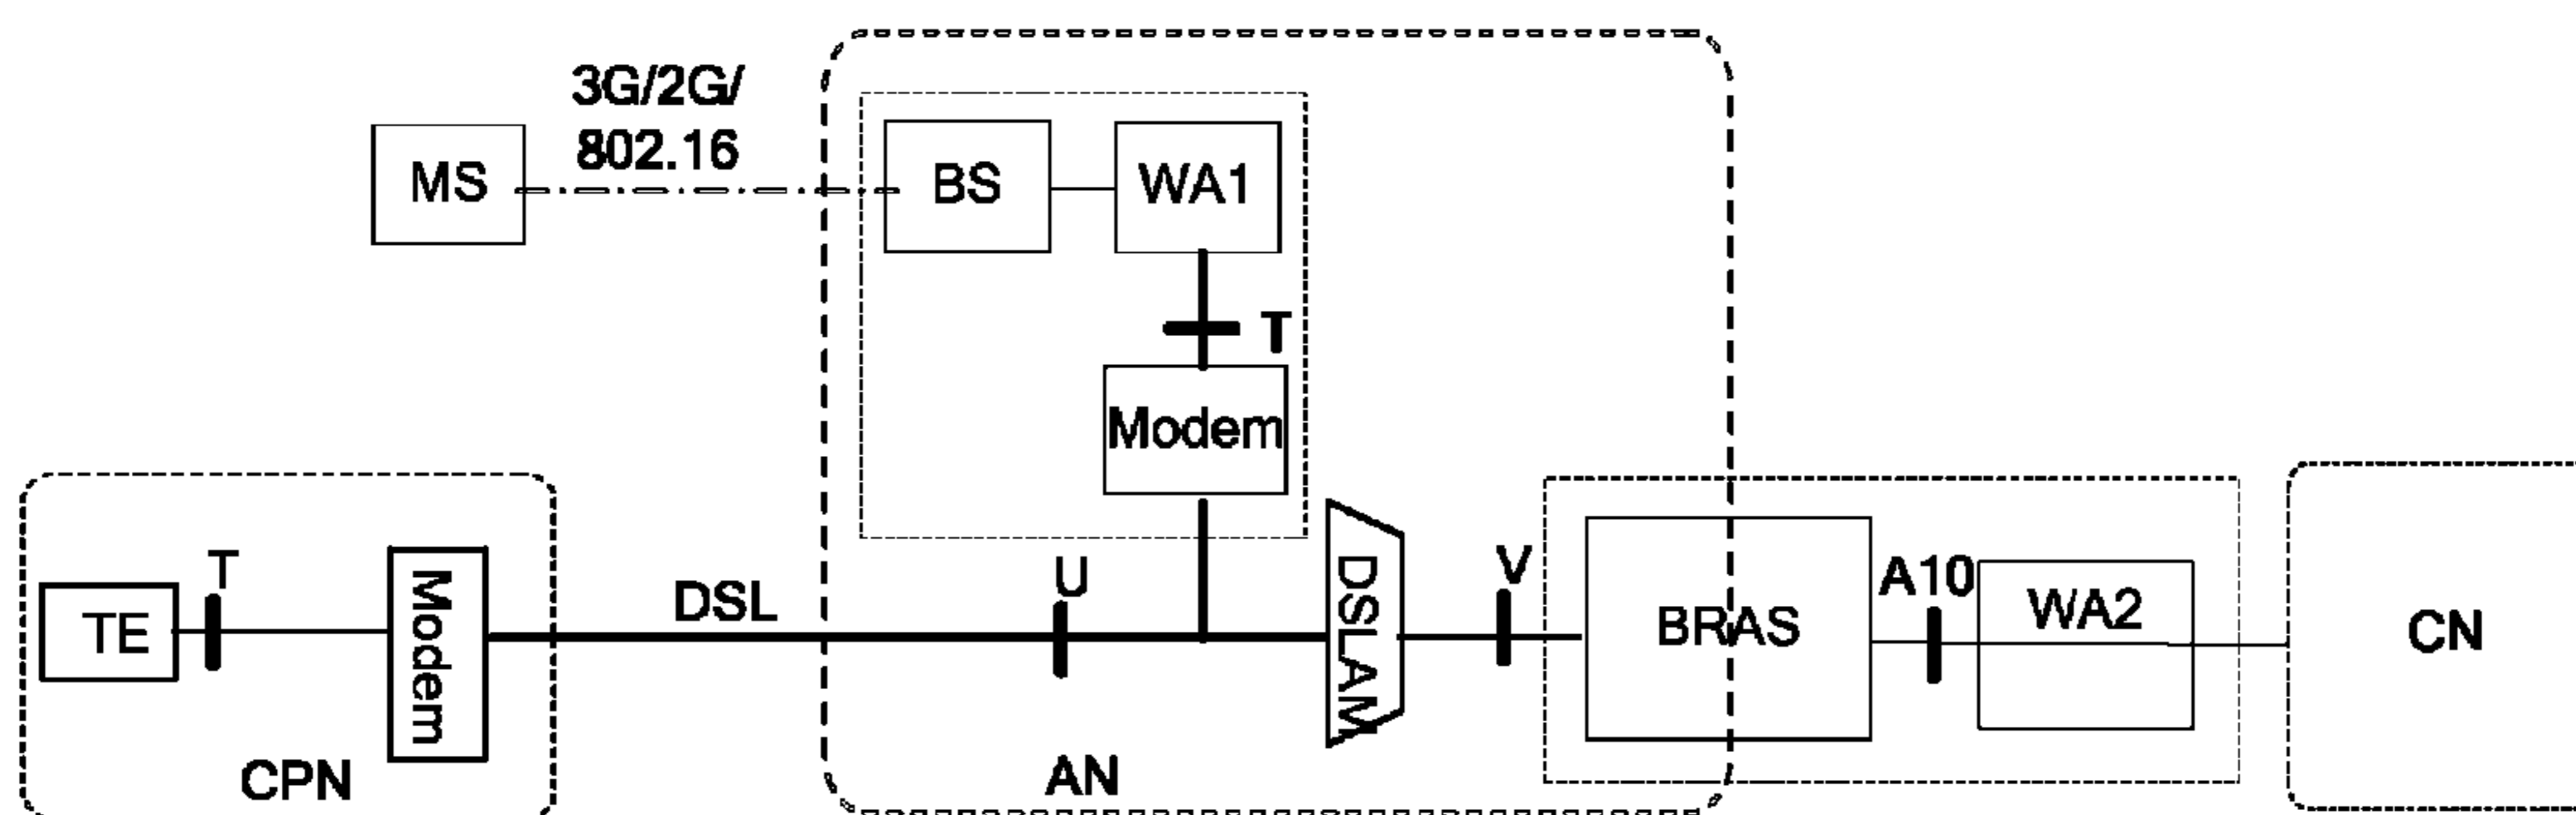 3G/2G/
802.16
MS
BS
WA1
T
Modem
TE
T
Modem
CPN
DSL
U
AN
DSLAM
V
BRAS
A10
WA2
CN